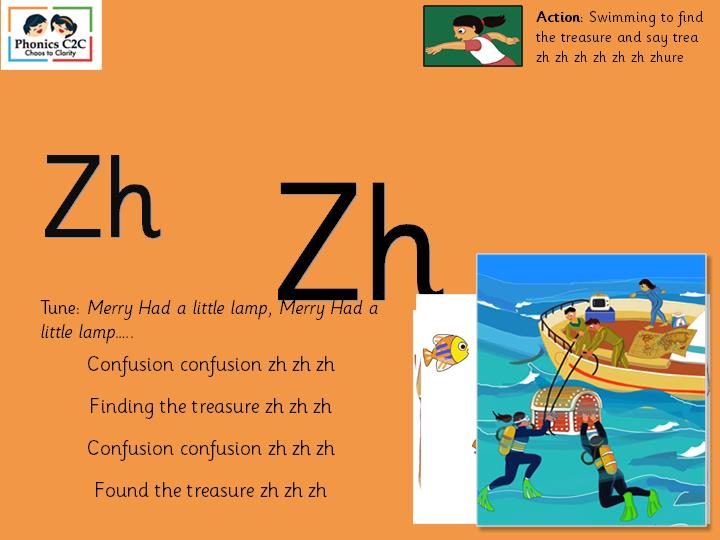 Phonics C2C
Chaos to Clarity
Action: Swimming to find
the treasure and say trea
zh zh zh zh zh zh zhure
Zh
Zh
Tune: Merry Had a little lamp, Merry Had a
little lamp.....
Confusion confusion zh zh zh
Finding the treasure zh zh zh
Confusion confusion zh zh zh
Found the treasure zh zh zh